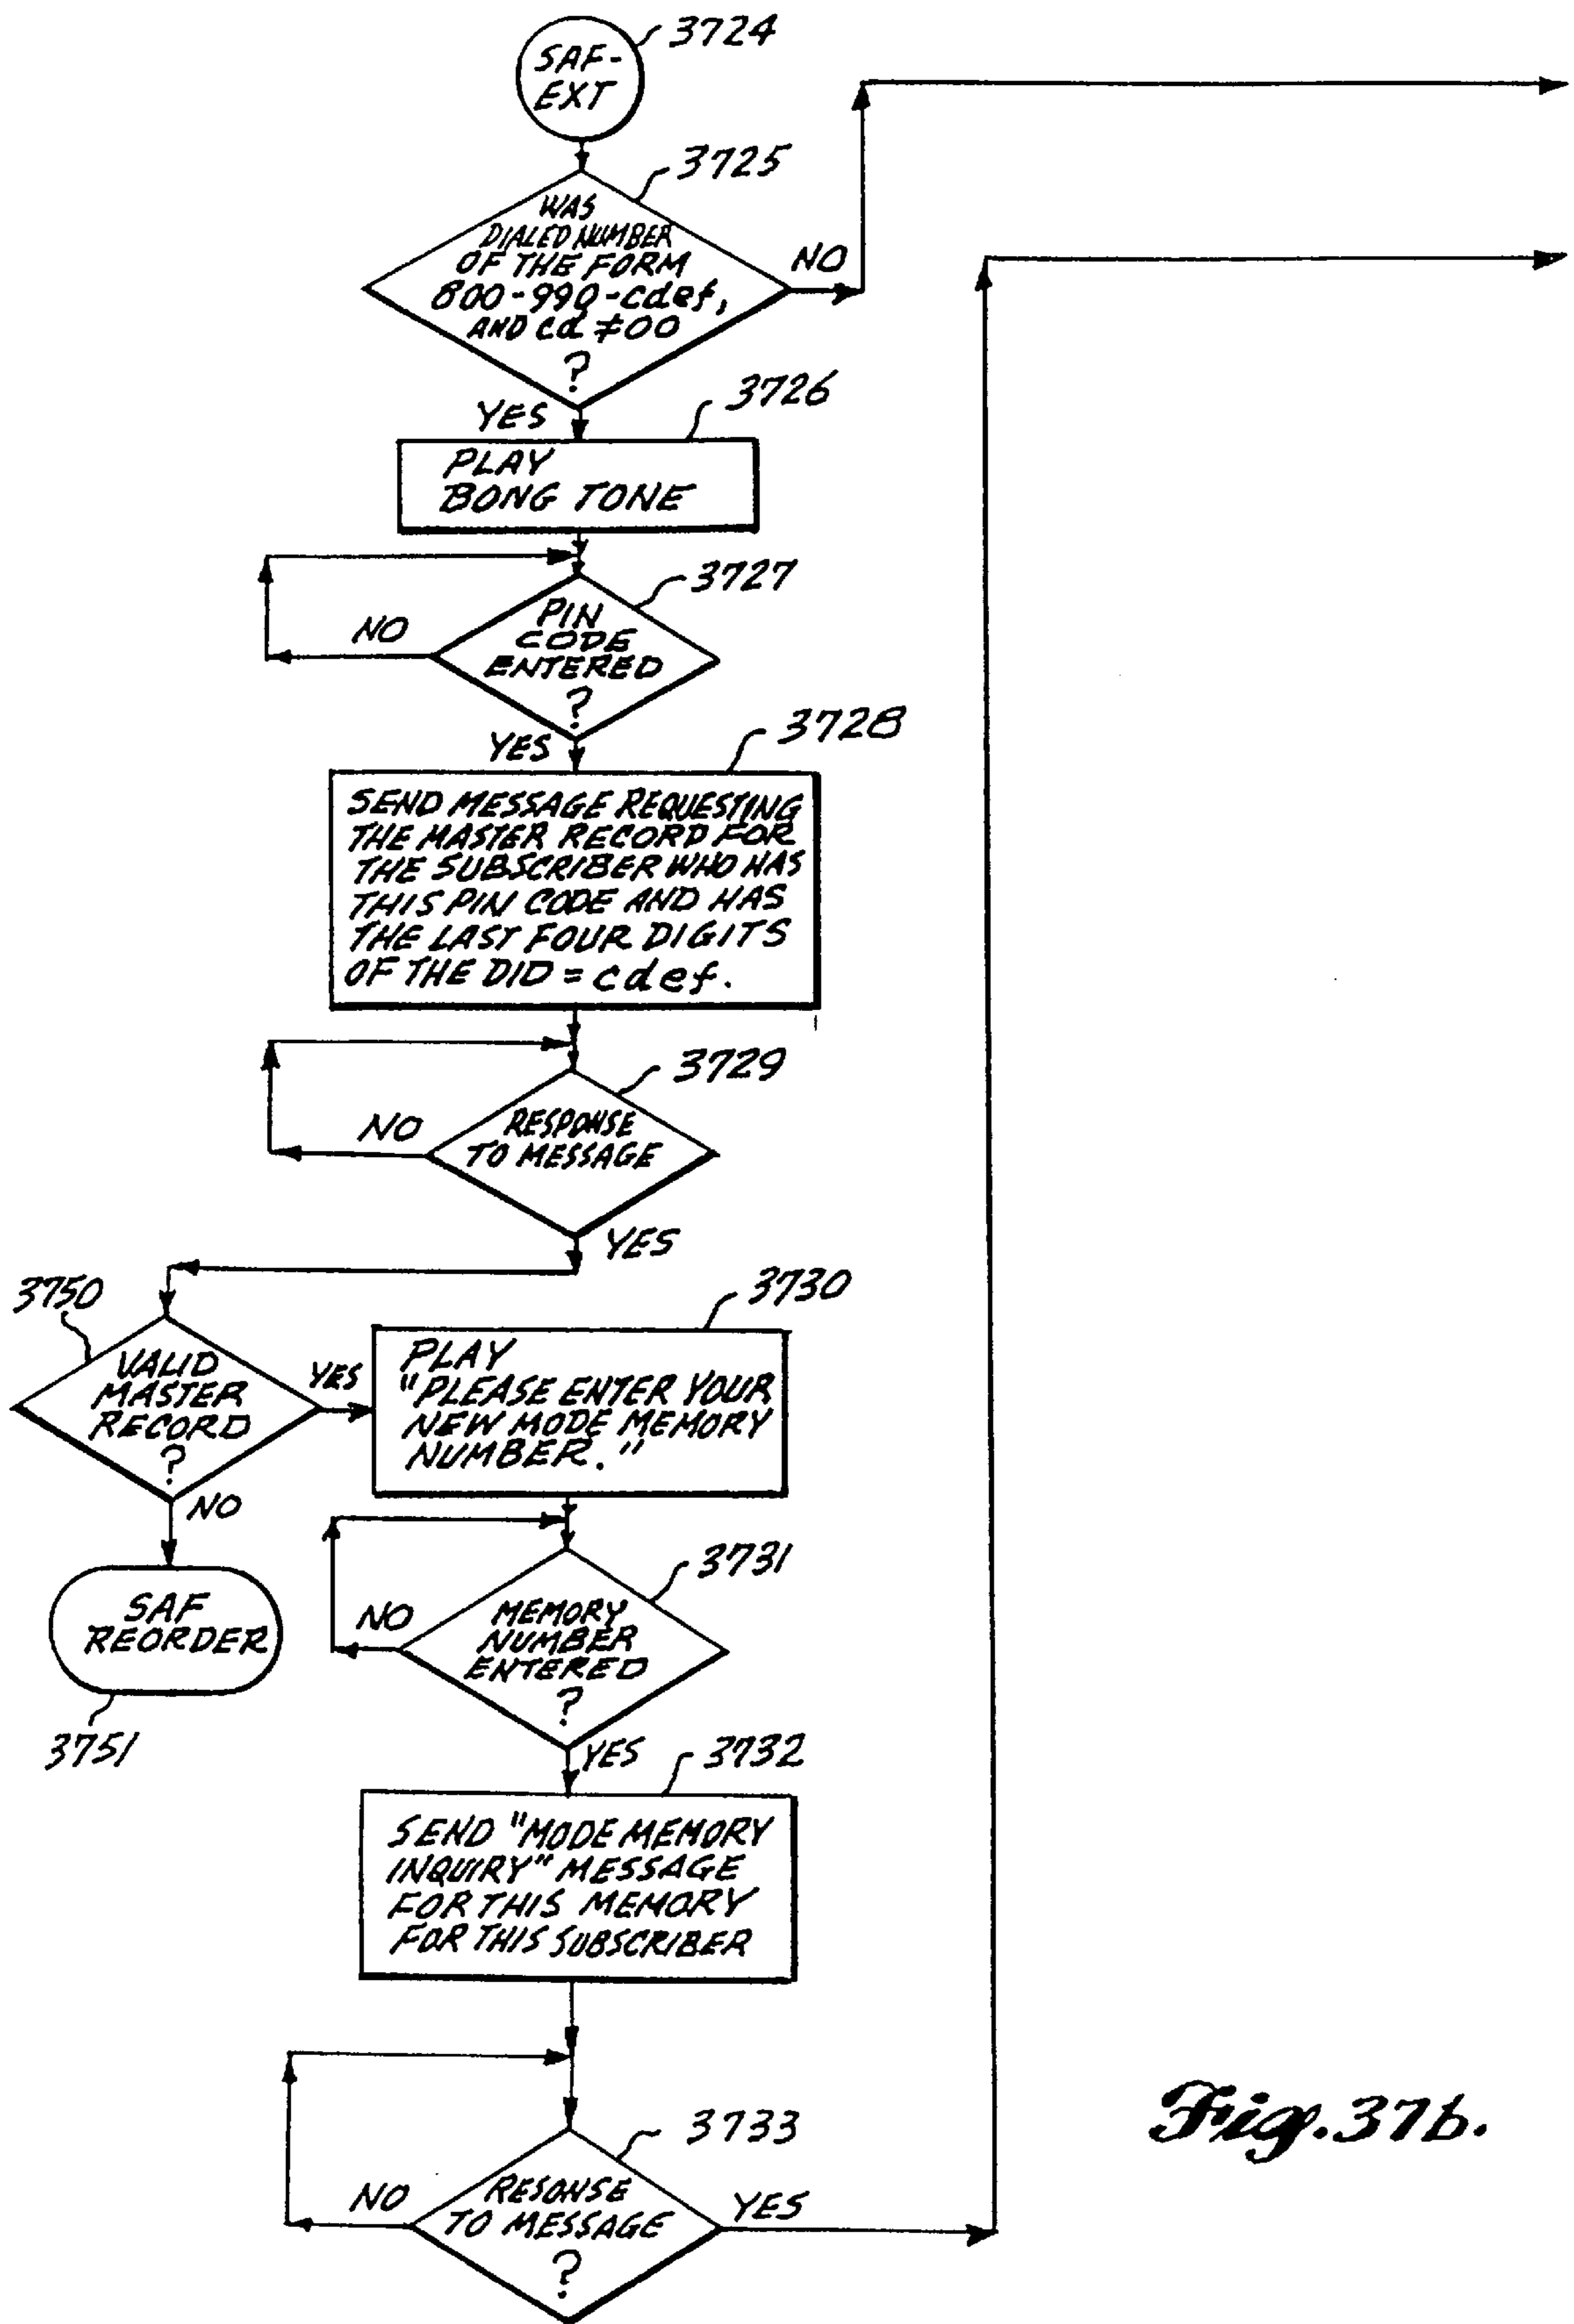 3724
SAF-
EXT
3725
WAS
DIALED NUMBER
OF THE FORM
800-990-cdef,
AND cd ≠ 00
?
NO
YES
3726
PLAY
BONG TONE
3727
PIN
CODE
ENTERED
?
NO
YES
3728
SEND MESSAGE REQUESTING
THE MASTER RECORD FOR
THE SUBSCRIBER WHO HAS
THIS PIN CODE AND HAS
THE LAST FOUR DIGITS
OF THE DID = cdef.
3729
RESPONSE
TO MESSAGE
NO
YES
3750
VALID
MASTER
RECORD
?
YES
NO
3730
PLAY
"PLEASE ENTER YOUR
NEW MODE MEMORY
NUMBER."
SAF
REORDER
3751
3731
MEMORY
NUMBER
ENTERED
?
NO
YES
3732
SEND "MODE MEMORY
INQUIRY" MESSAGE
FOR THIS MEMORY
FOR THIS SUBSCRIBER
3733
RESONSE
TO MESSAGE
?
NO
YES
Fig. 37b.